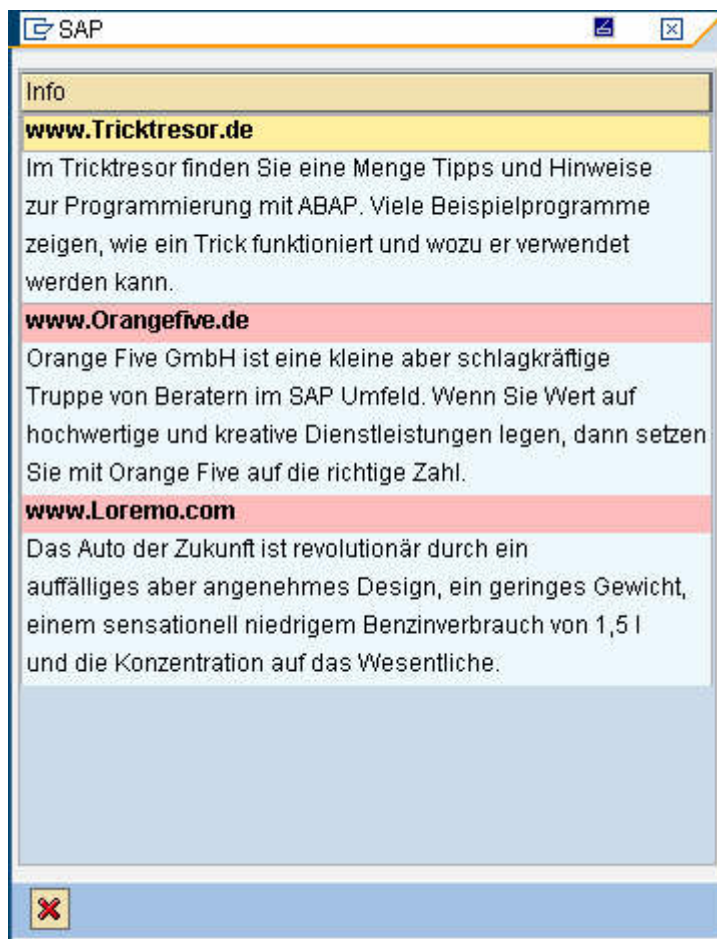 SAP
Info
www.Tricktresor.de
Im Tricktresor finden Sie eine Menge Tipps und Hinweise
zur Programmierung mit ABAP. Viele Beispielprogramme
zeigen, wie ein Trick funktioniert und wozu er verwendet
werden kann.
www.Orangefive.de
Orange Five GmbH ist eine kleine aber schlagkräftige
Truppe von Beratern im SAP Umfeld. Wenn Sie Wert auf
hochwertige und kreative Dienstleistungen legen, dann setzen
Sie mit Orange Five auf die richtige Zahl.
www.Loremo.com
Das Auto der Zukunft ist revolutionär durch ein
auffälliges aber angenehmes Design, ein geringes Gewicht,
einem sensationell niedrigem Benzinverbrauch von 1,5 l
und die Konzentration auf das Wesentliche.